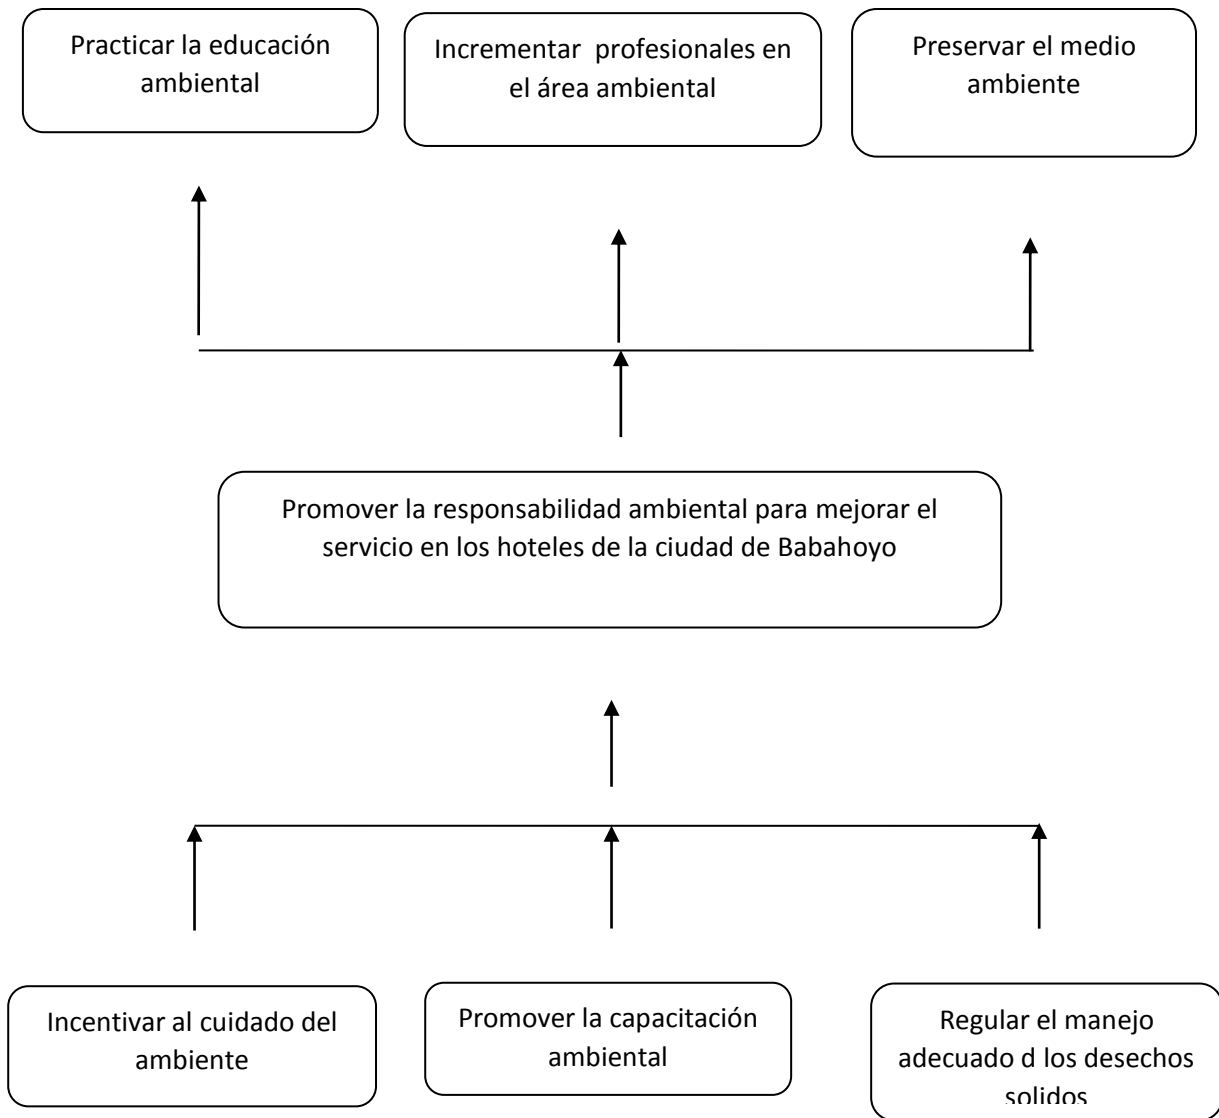 Practicar la educación
ambiental
Incrementar  profesionales en
el área ambiental
Preservar el medio
ambiente
Promover la responsabilidad ambiental para mejorar el
servicio en los hoteles de la ciudad de Babahoyo
Incentivar al cuidado del
ambiente
Promover la capacitación
ambiental
Regular el manejo
adecuado d los desechos
solidos